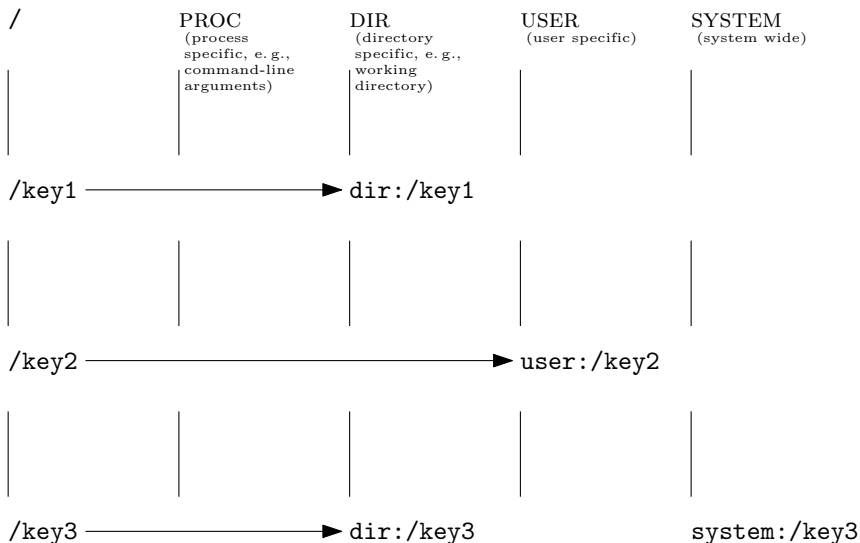 / PROC DIR USER SYSTEM
(process (directory (user specific) (system wide)
specific, e. g., specific, e. g.,
command-line working
arguments) directory)
/key1 dir:/key1
/key2 user:/key2
/key3 dir:/key3 system:/key3